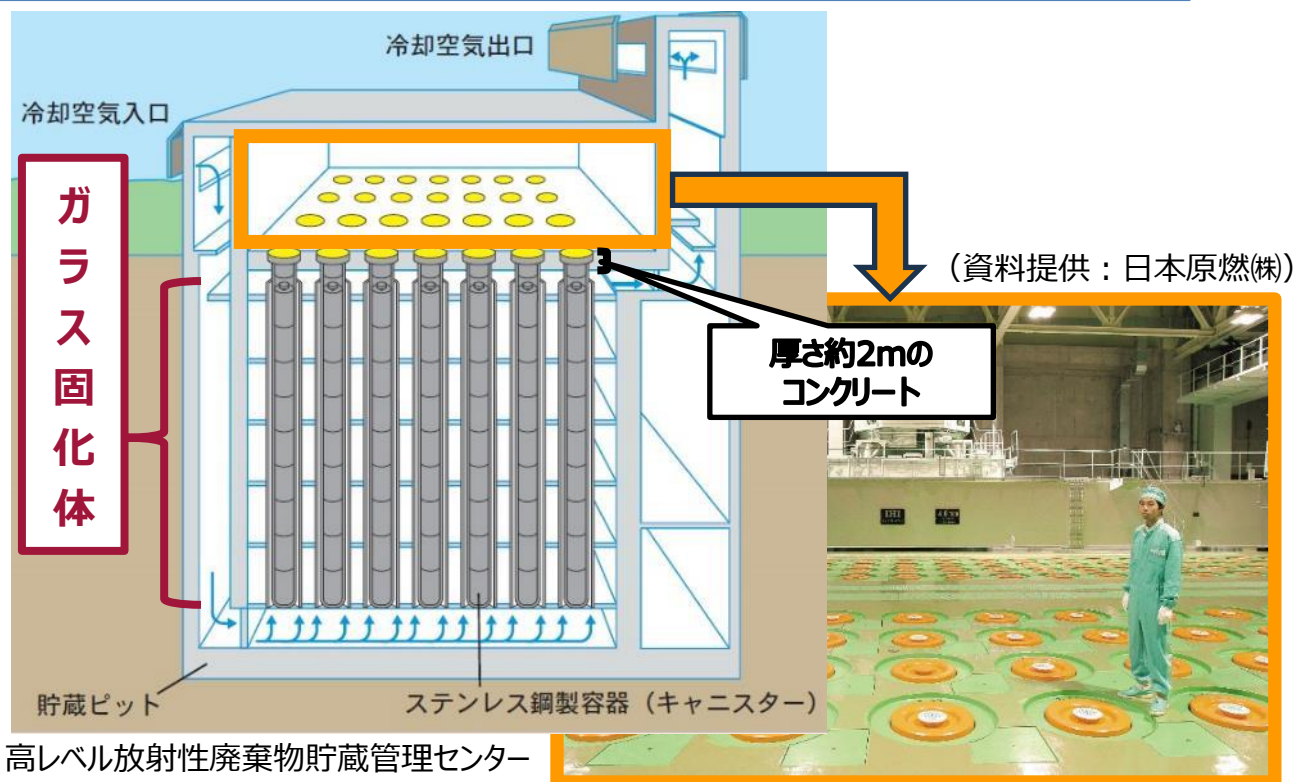 冷却空気出口
冷却空気入口
ガラス固化体
(資料提供:日本原燃㈱)
厚さ約2mの
コンクリート
IHI
貯蔵ピット
ステンレス鋼製容器(キャニスター)
高レベル放射性廃棄物貯蔵管理センター